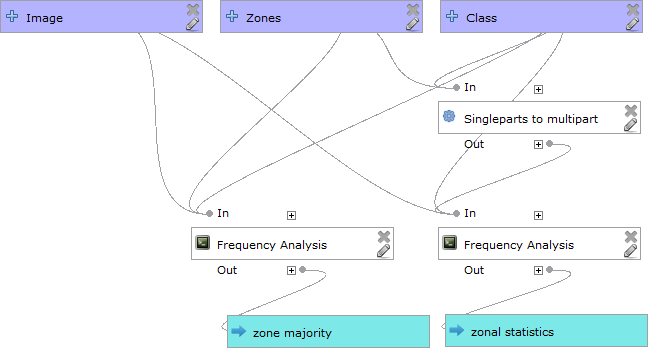 Image
Zones
Class
In
Singleparts to multipart
Out
In
In
Frequency Analysis
Frequency Analysis
Out
Out
zone majority
zonal statistics